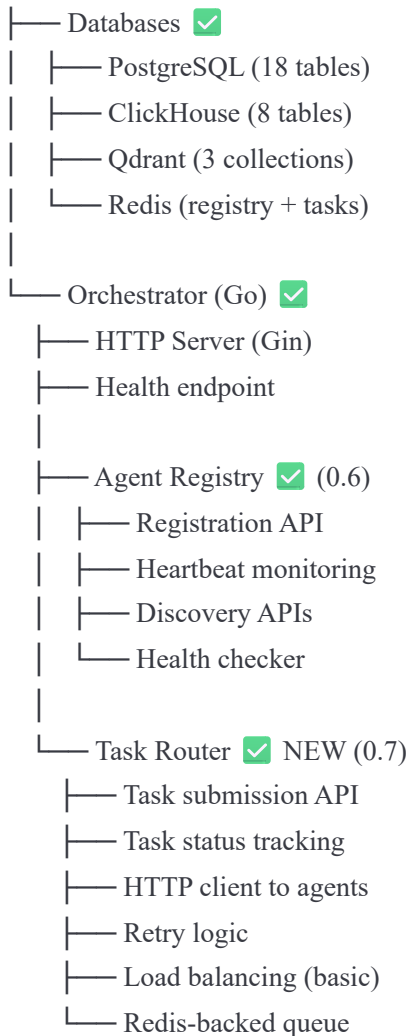 ├── Databases ✅
│ ├── PostgreSQL (18 tables)
│ ├── ClickHouse (8 tables)
│ ├── Qdrant (3 collections)
│ └── Redis (registry + tasks)
│
└── Orchestrator (Go) ✅
├── HTTP Server (Gin)
├── Health endpoint
│
├── Agent Registry ✅ (0.6)
│ ├── Registration API
│ ├── Heartbeat monitoring
│ ├── Discovery APIs
│ └── Health checker
│
└── Task Router ✅ NEW (0.7)
├── Task submission API
├── Task status tracking
├── HTTP client to agents
├── Retry logic
├── Load balancing (basic)
└── Redis-backed queue